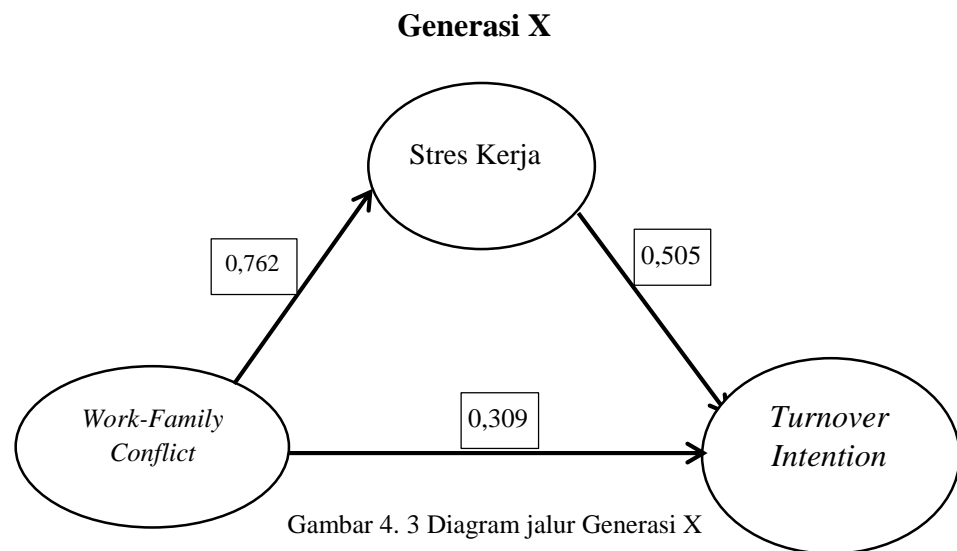 Generasi X
Stres Kerja
0,762
0,505
Work-Family
Conflict
0,309
Turnover
Intention
Gambar 4. 3 Diagram jalur Generasi X